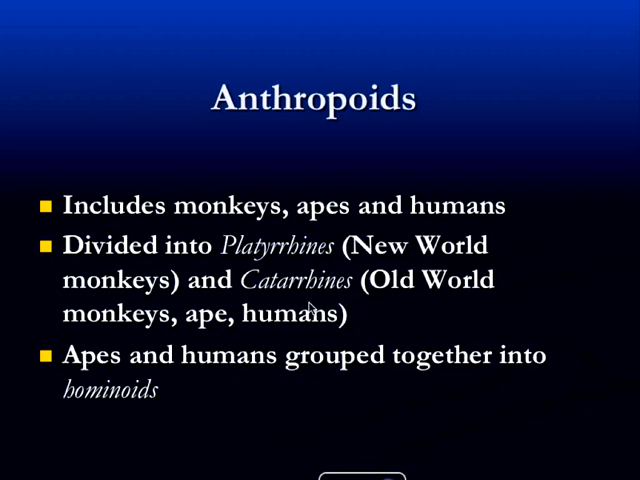 Anthropoids
Includes monkeys, apes and humans
Divided into Platyrrhines (New World
monkeys) and Catarrhines (Old World
monkeys, ape, humans)
Apes and humans grouped together into
hominoids